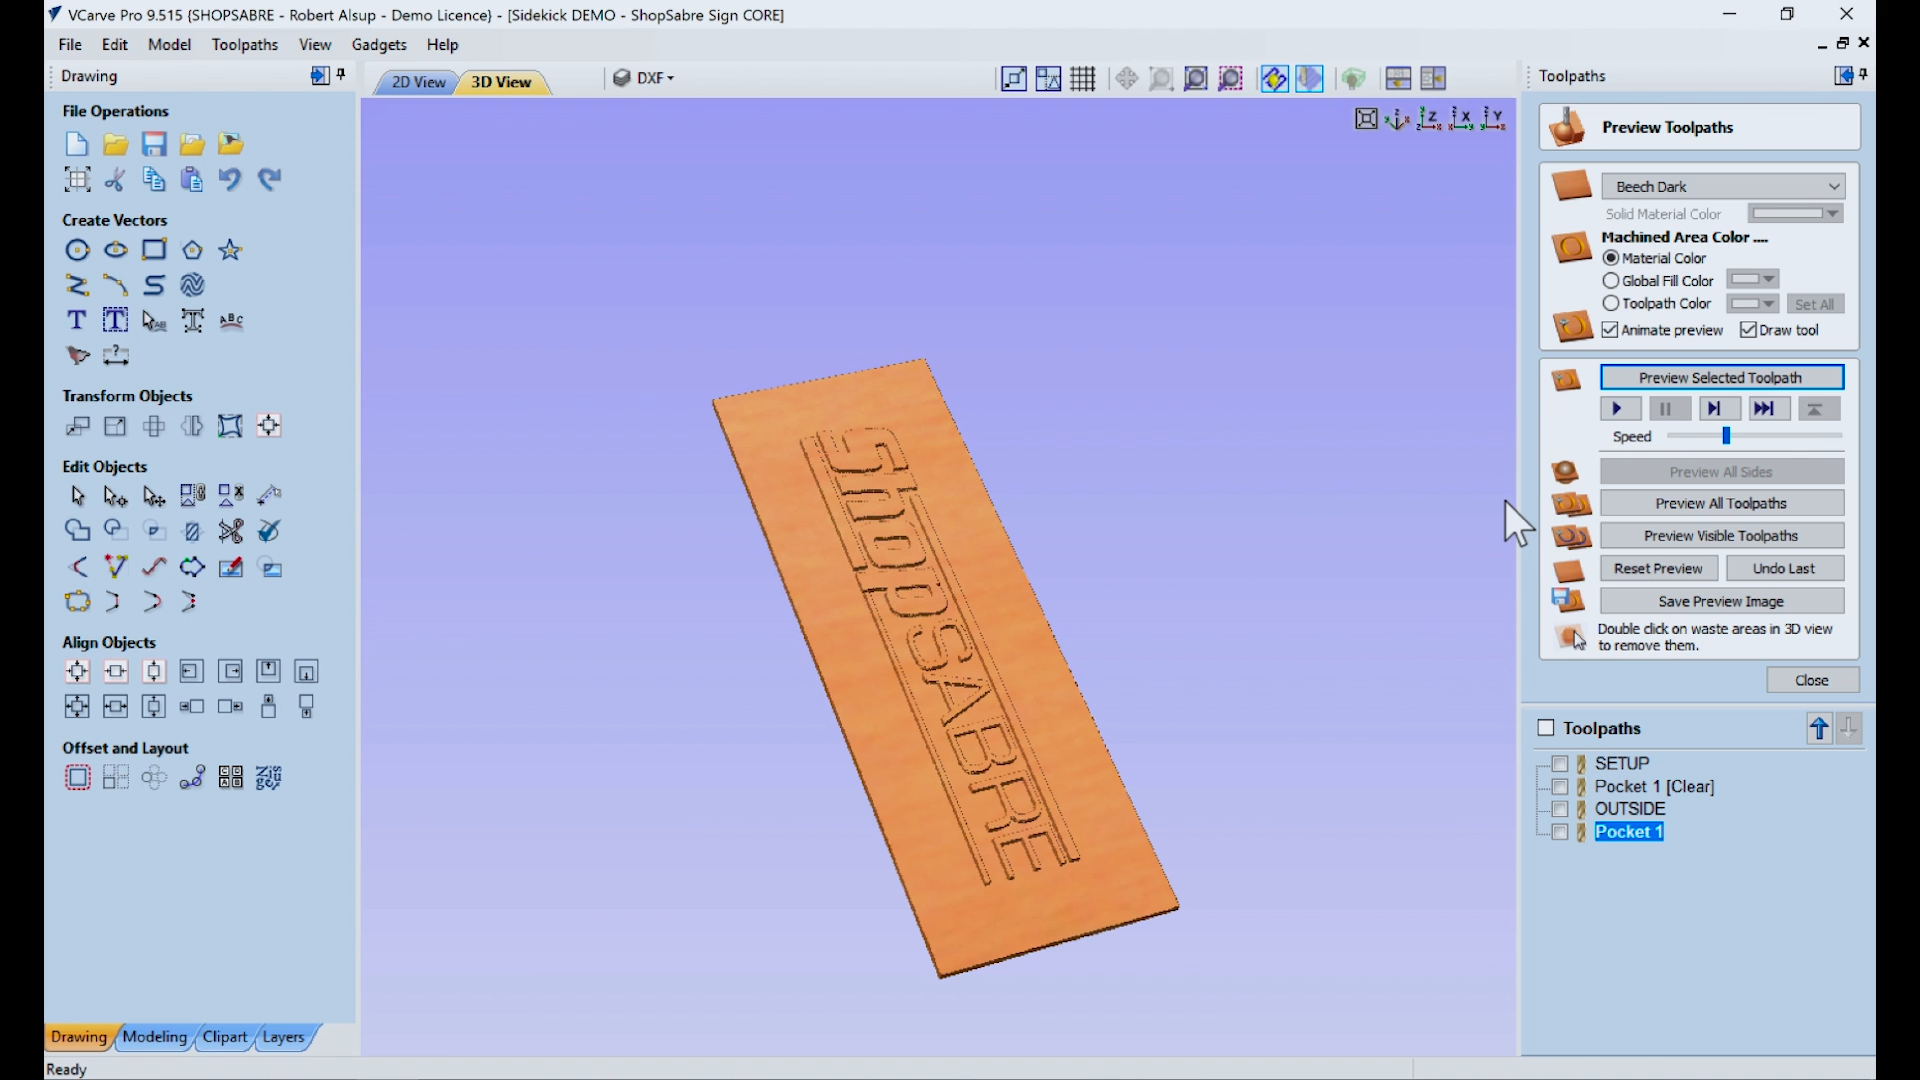 VCarve Pro 9.515 {SHOPSABRE - Robert Alsup - Demo Licence} - [Sidekick DEMO - ShopSabre Sign CORE]
File Edit Model Toolpaths View Gadgets Help
Drawing
2D View 3D View DXF
Toolpaths
File Operations
Create Vectors
Transform Objects
Edit Objects
Align Objects
Offset and Layout
Drawing Modeling Clipart Layers
Ready
ShopSABRE
Preview Toolpaths
Beech Dark
Solid Material Color
Machined Area Color ....
Material Color
Global Fill Color
Toolpath Color Set All
Animate preview Draw tool
Preview Selected Toolpath
Speed
Preview All Sides
Preview All Toolpaths
Preview Visible Toolpaths
Reset Preview Undo Last
Save Preview Image
Double click on waste areas in 3D view
to remove them.
Close
Toolpaths
SETUP
Pocket 1 [Clear]
OUTSIDE
Pocket 1